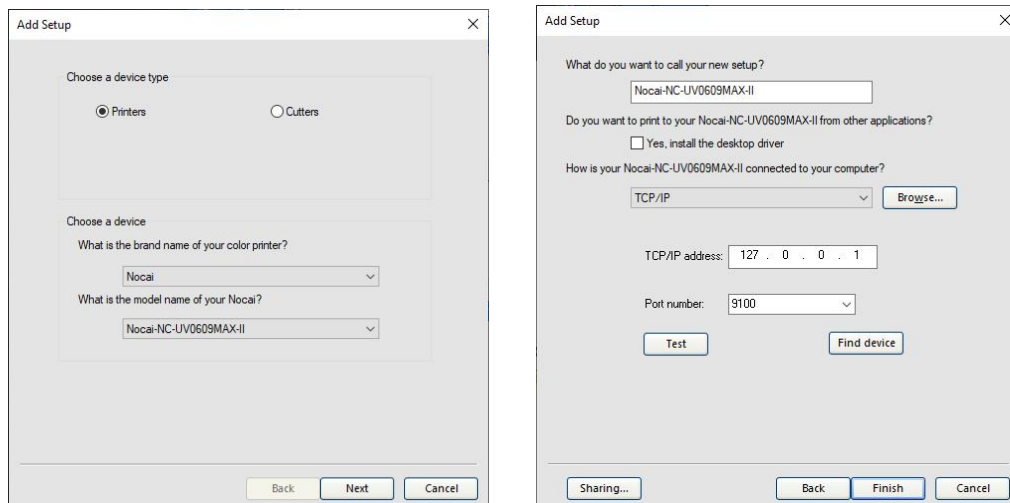 Add Setup
Choose a device type
Printers Cutters
Choose a device
What is the brand name of your color printer?
Nocai
What is the model name of your Nocai?
Nocai-NC-UV0609MAX-II
Back Next Cancel
Add Setup
What do you want to call your new setup?
Nocai-NC-UV0609MAX-II
Do you want to print to your Nocai-NC-UV0609MAX-II from other applications?
Yes, install the desktop driver
How is your Nocai-NC-UV0609MAX-II connected to your computer?
TCP/IP Browse...
TCP/IP address: 127 . 0 . 0 . 1
Port number: 9100
Test Find device
Sharing... Back Finish Cancel